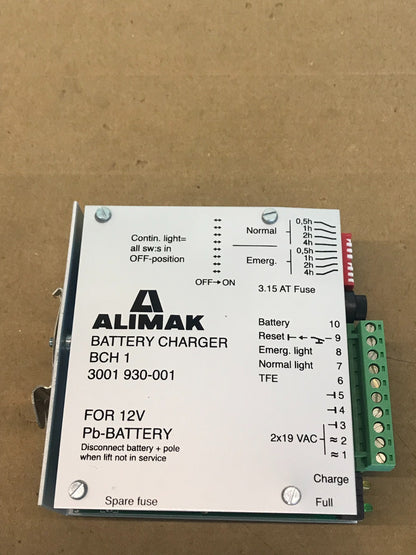 Contin. light=
all sw:s in
OFF-position
OFF→ON
Normal
0,5h
1h
2h
4h
Emerg.
0,5h
1h
2h
4h
3.15 AT Fuse
ALIMAK
BATTERY CHARGER
BCH 1
3001 930-001
FOR 12V
Pb-BATTERY
Disconnect battery + pole
when lift not in service
Battery 10
Reset 9
Emerg. light 8
Normal light 7
TFE 6
5
4
3
2x19 VAC ≈ 2
≈ 1
Charge
Spare fuse
Full